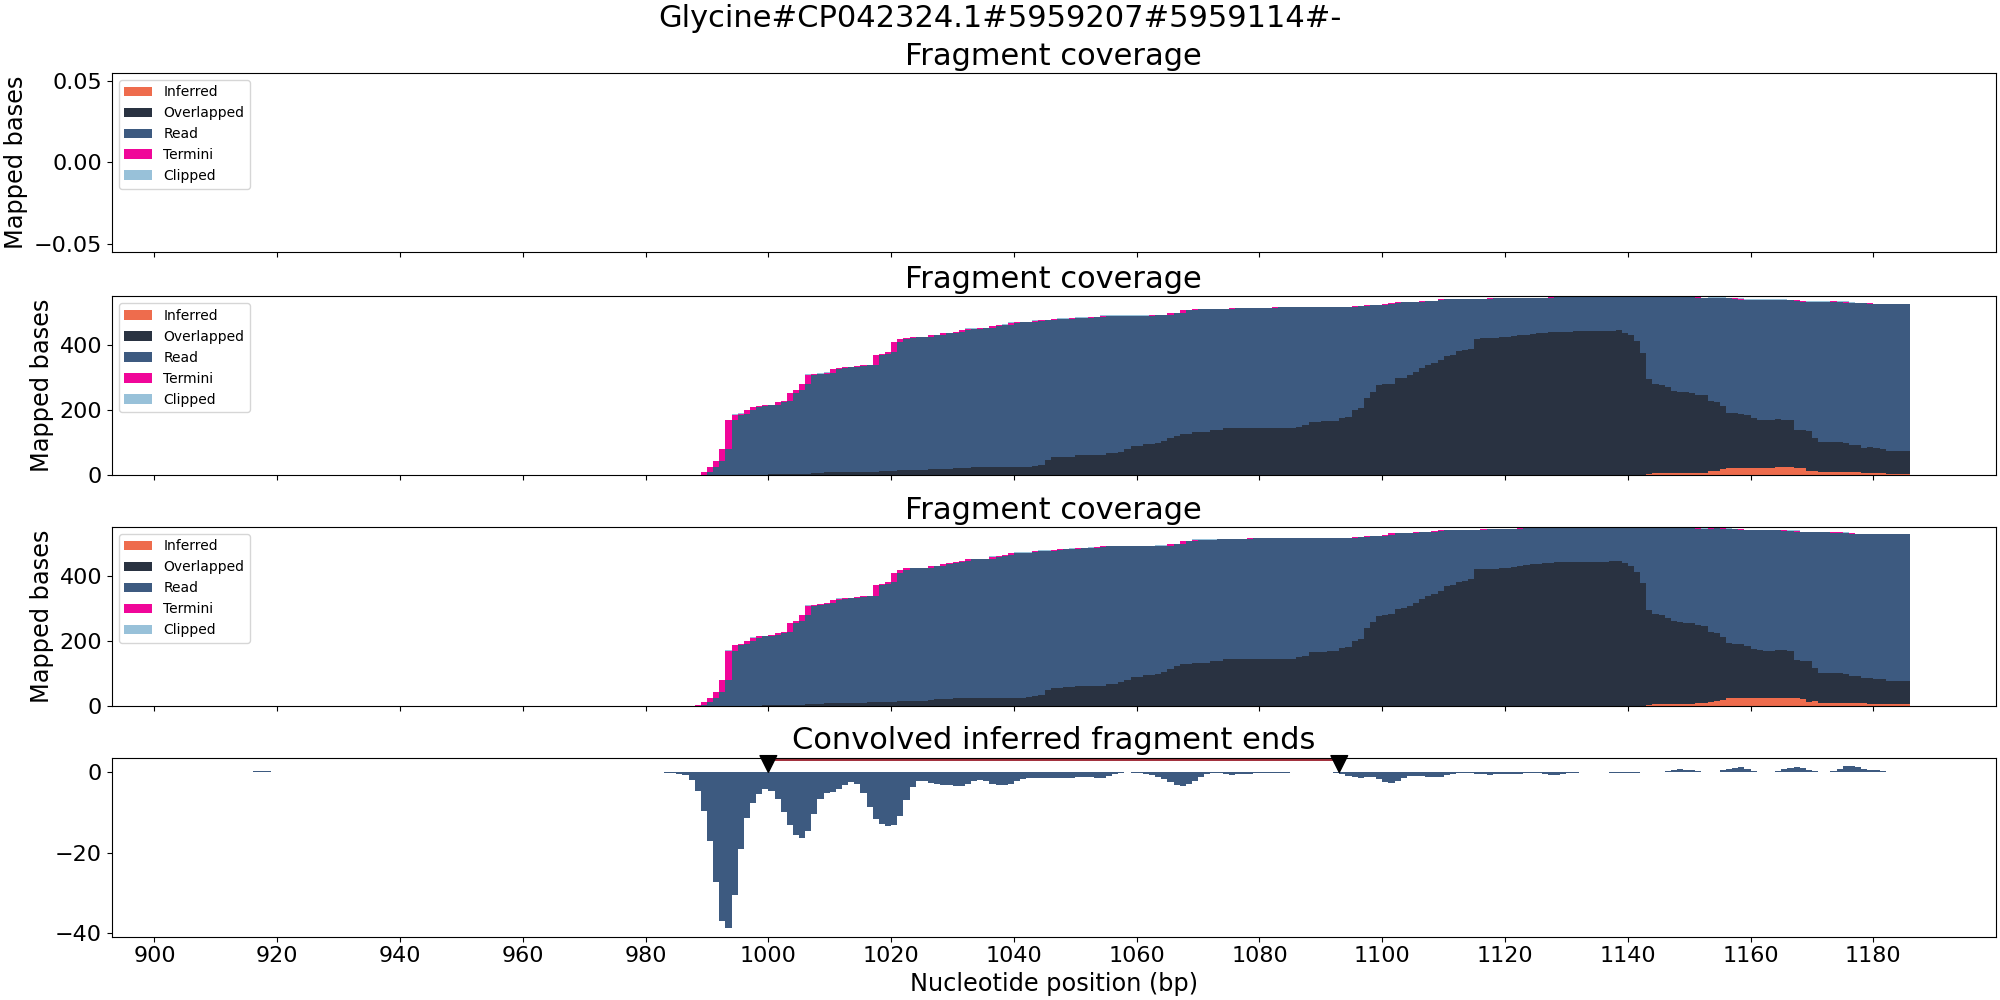 Glycine#CP042324.1#5959207#5959114#-
Fragment coverage
Mapped bases
0.05
0.00
−0.05
Inferred
Overlapped
Read
Termini
Clipped
Fragment coverage
Mapped bases
400
200
0
Inferred
Overlapped
Read
Termini
Clipped
Fragment coverage
Mapped bases
400
200
0
Inferred
Overlapped
Read
Termini
Clipped
Convolved inferred fragment ends
0
−20
−40
900 920 940 960 980 1000 1020 1040 1060 1080 1100 1120 1140 1160 1180
Nucleotide position (bp)